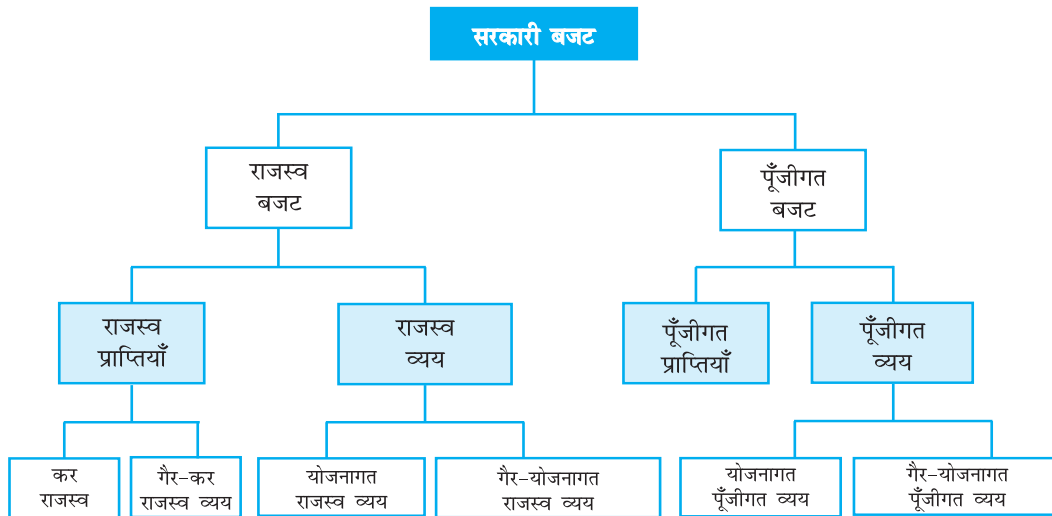 सरकारी बजट
राजस्व
बजट
पूँजीगत
बजट
राजस्व
प्राप्तियाँ
राजस्व
व्यय
पूँजीगत
प्राप्तियाँ
पूँजीगत
व्यय
कर
राजस्व
गैर-कर
राजस्व व्यय
योजनागत
राजस्व व्यय
गैर-योजनागत
राजस्व व्यय
योजनागत
पूँजीगत व्यय
गैर-योजनागत
पूँजीगत व्यय